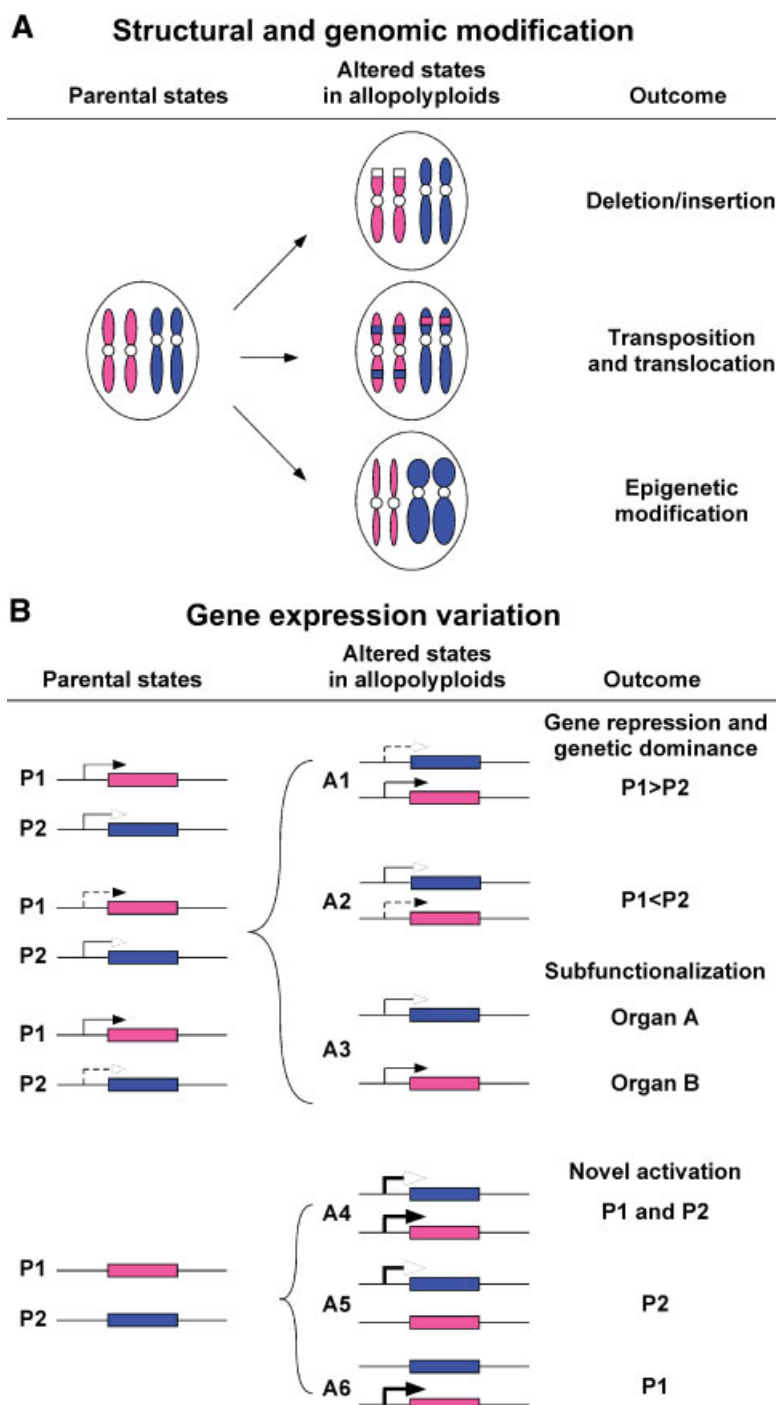 A Structural and genomic modification
Parental states
Altered states
in allopolyploids
Outcome
Deletion/insertion
Transposition
and translocation
Epigenetic
modification
B Gene expression variation
Parental states
Altered states
in allopolyploids
Outcome
P1
P2
P1
P2
P1
P2
A1
Gene repression and
genetic dominance
P1>P2
A2
P1<P2
A3
Subfunctionalization
Organ A
Organ B
P1
P2
A4
Novel activation
P1 and P2
A5
P2
A6
P1